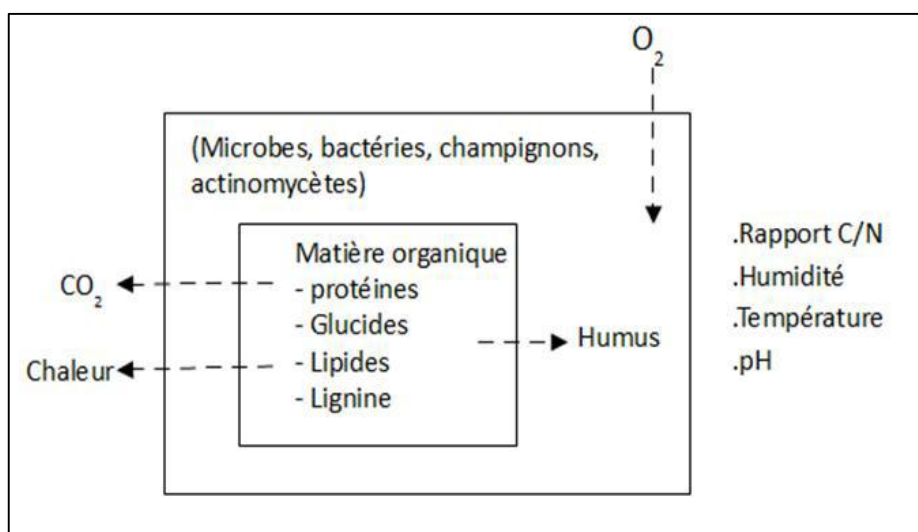 O₂
(Microbes, bactéries, champignons,
actinomycètes)
Matière organique
- protéines
- Glucides
- Lipides
- Lignine
CO₂
Chaleur
Humus
.Rapport C/N
.Humidité
.Température
.pH